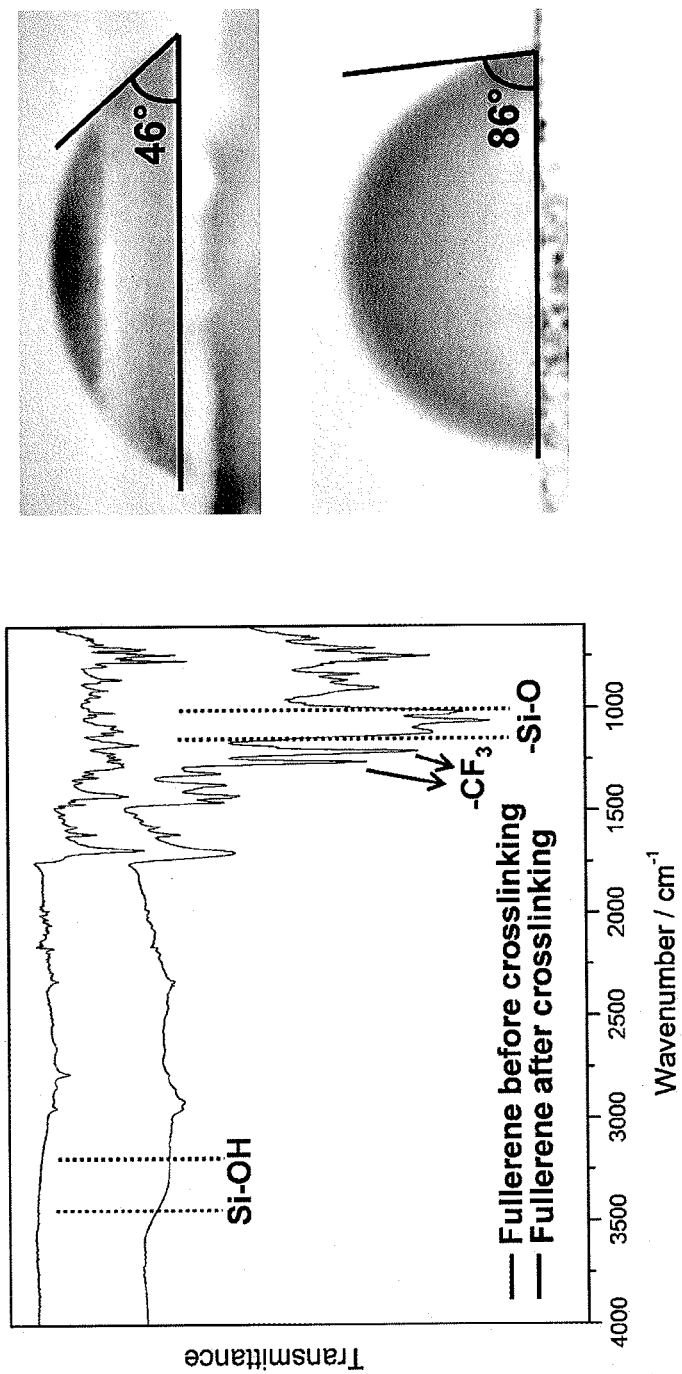 Transmittance
Si-OH
-CF₃
-Si-O
Fullerene before crosslinking
Fullerene after crosslinking
4000 3500 3000 2500 2000 1500 1000
Wavenumber / cm⁻¹
46°
86°